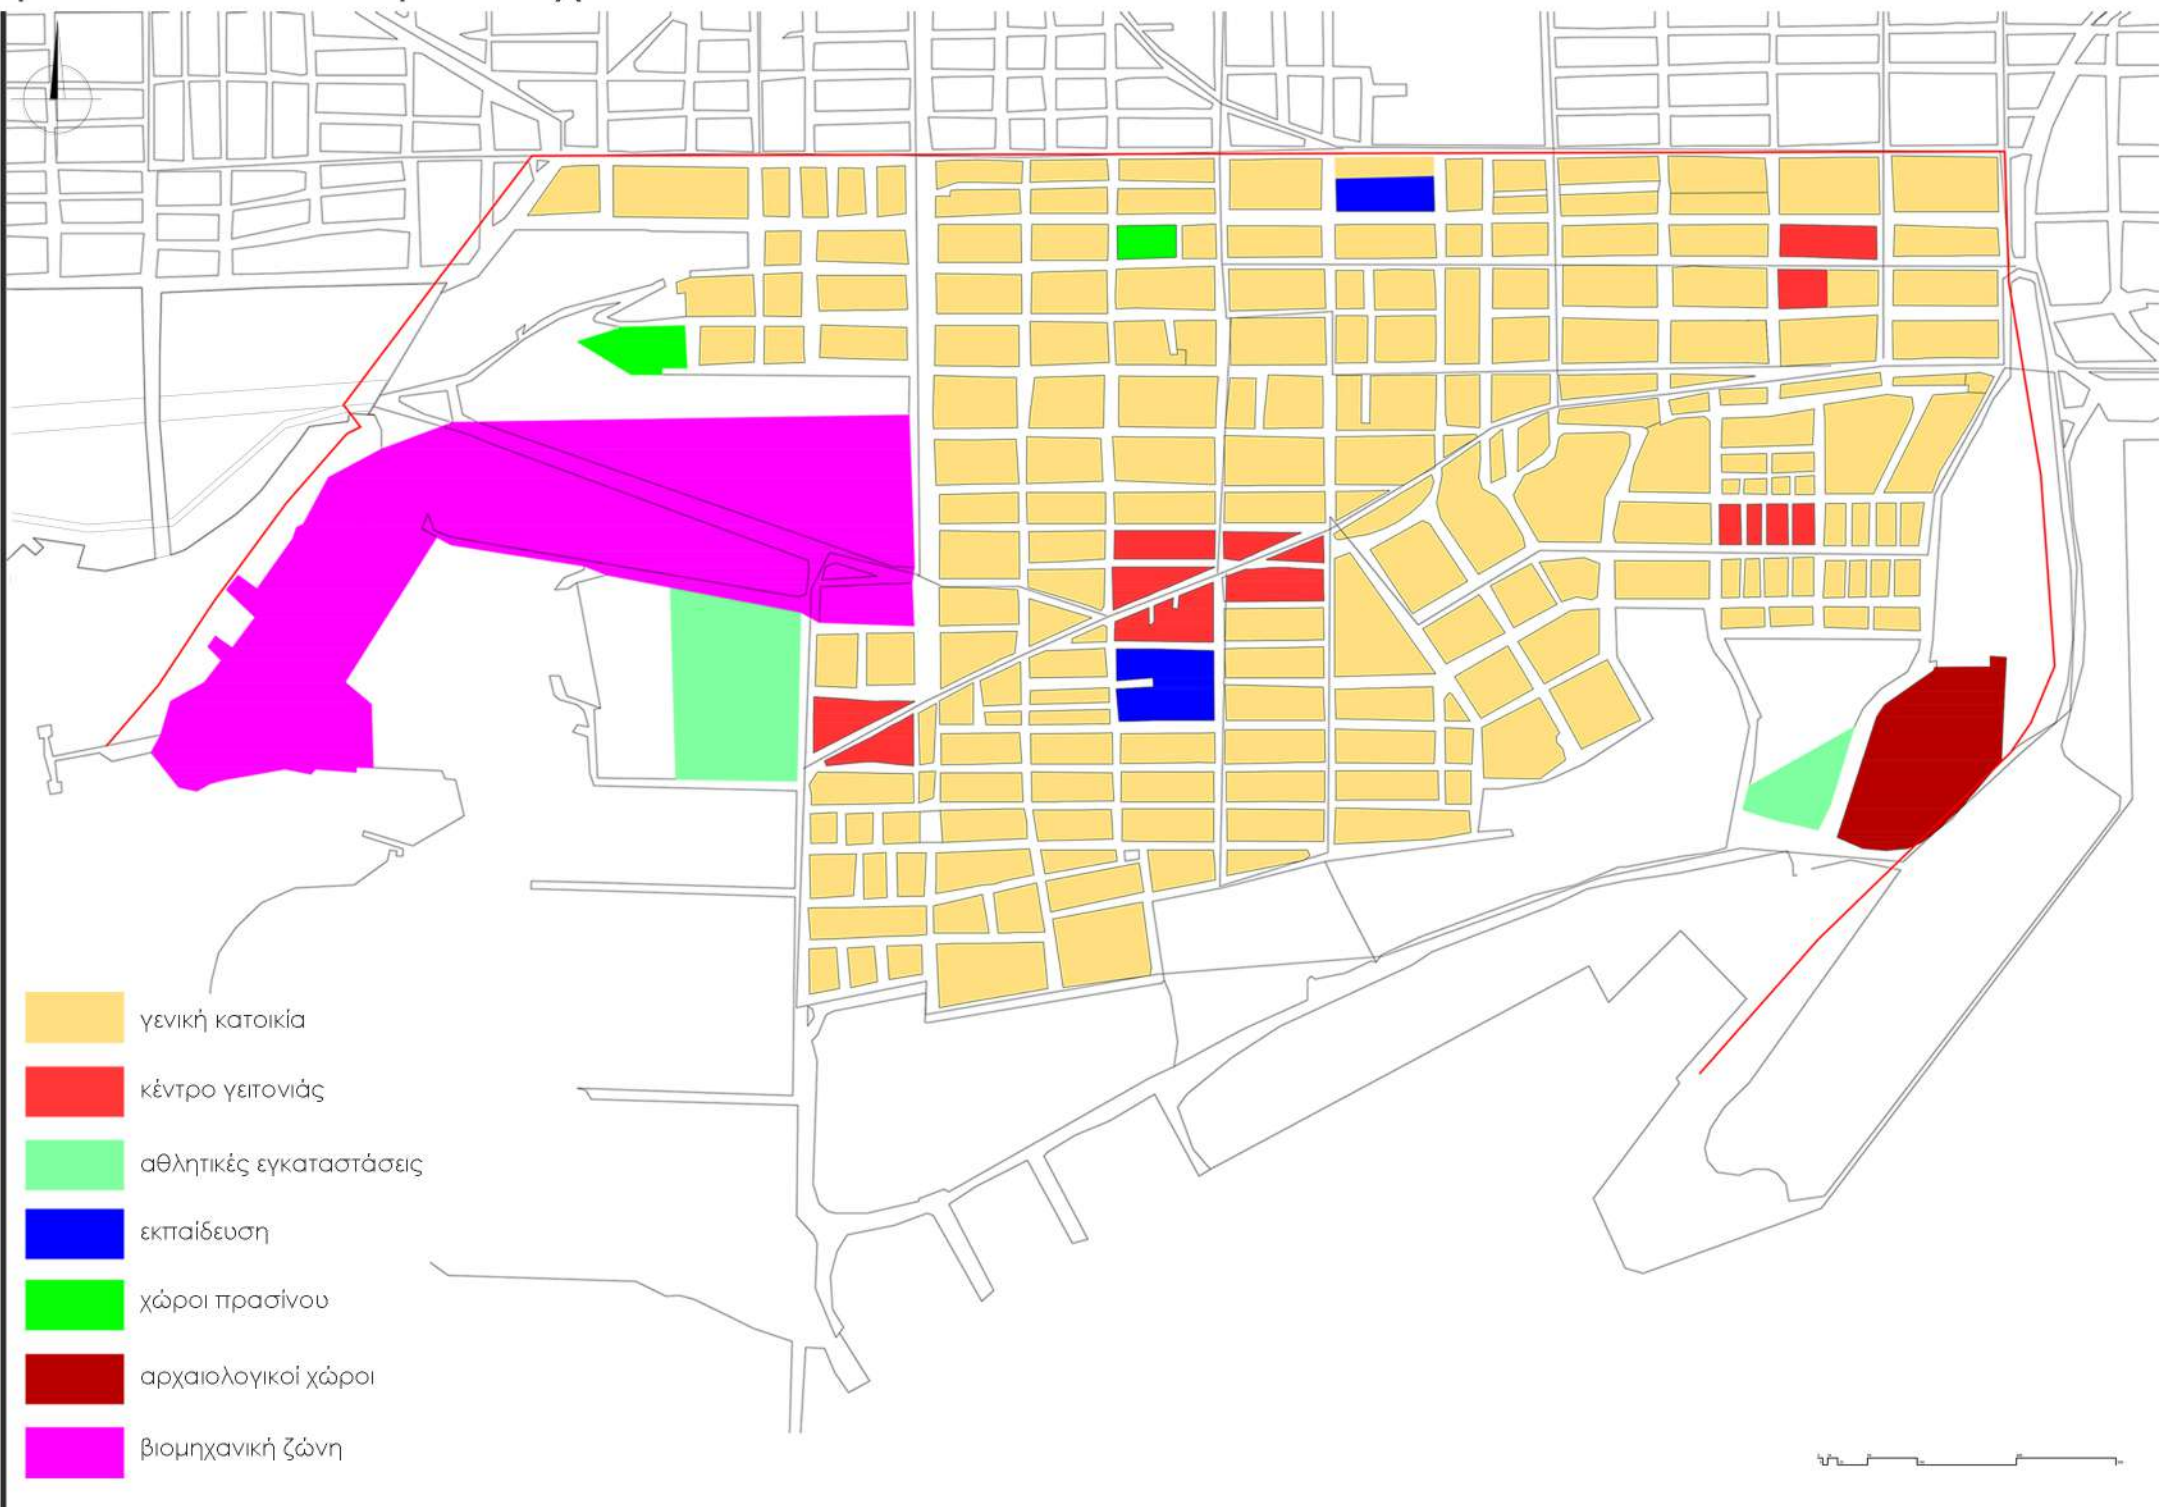 γενική κατοικία
κέντρο γειτονιάς
αθλητικές εγκαταστάσεις
εκπαίδευση
χώροι πρασίνου
αρχαιολογικοί χώροι
βιομηχανική ζώνη